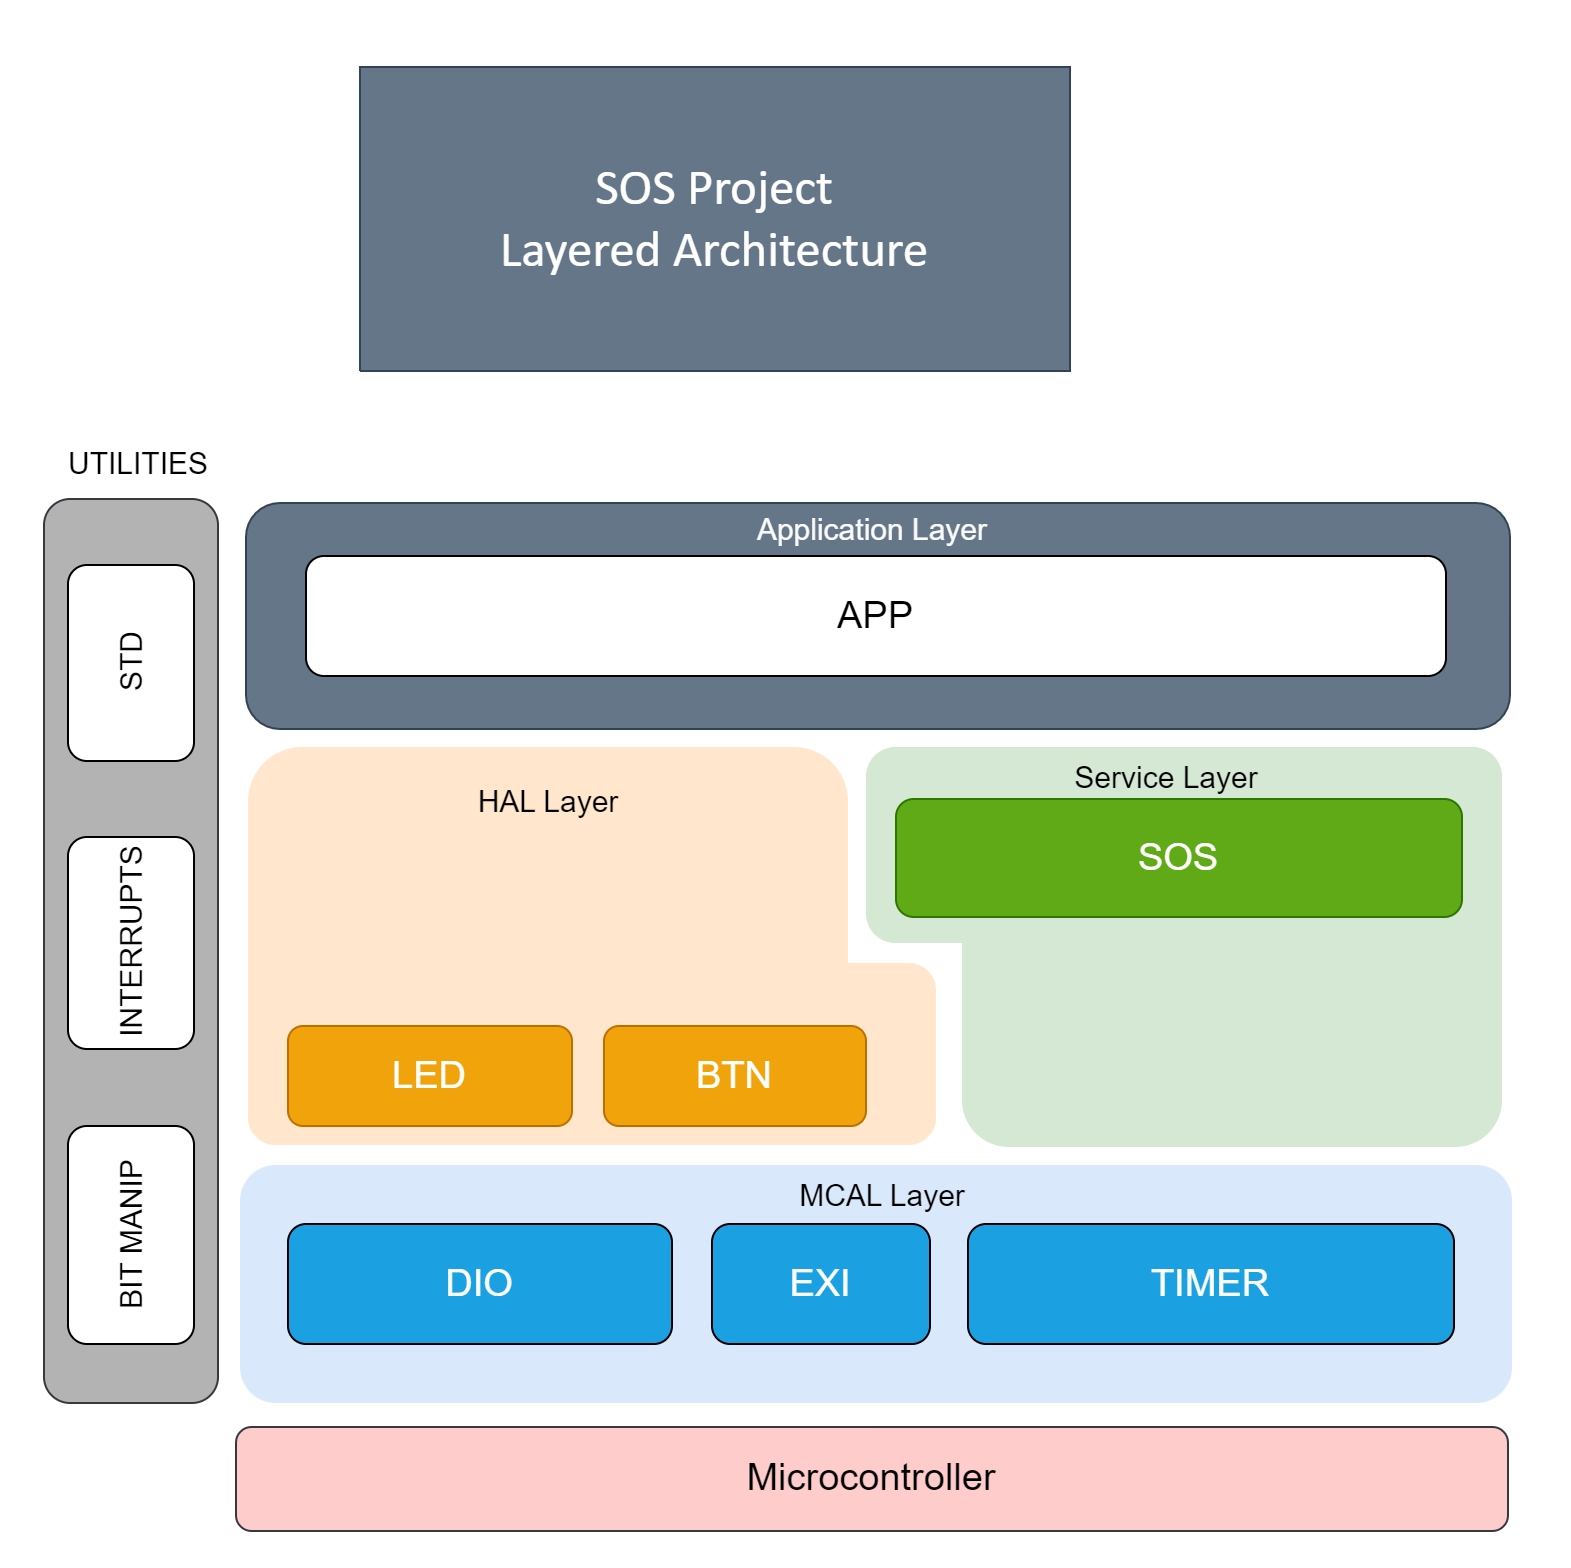 SOS Project
Layered Architecture
UTILITIES
STD
INTERRUPTS
BIT MANIP
Application Layer
APP
HAL Layer
LED
BTN
Service Layer
SOS
MCAL Layer
DIO
EXI
TIMER
Microcontroller